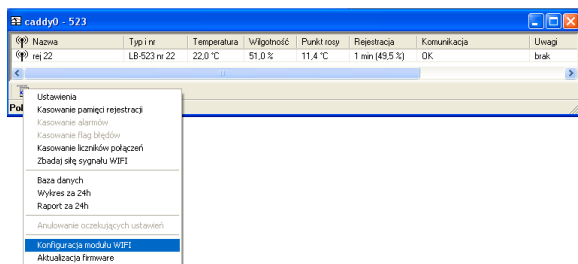 caddy0 - 523
Nazwa Typ i nr Temperatura Wilgotność Punkt rosy Rejestracja Komunikacja Uwagi
rej 22 LB-523 nr 22 22,0 °C 51,0 % 11,4 °C 1 min (49,5 %) OK brak
Pol
Ustawienia
Kasowanie pamięci rejestracji
Kasowanie alarmów
Kasowanie flag błędów
Kasowanie liczników połączeń
Zbadaj siłę sygnału WIFI
Baza danych
Wykres za 24h
Raport za 24h
Anulowanie oczekujących ustawień
Konfiguracja modułu WIFI
Aktualizacja firmware